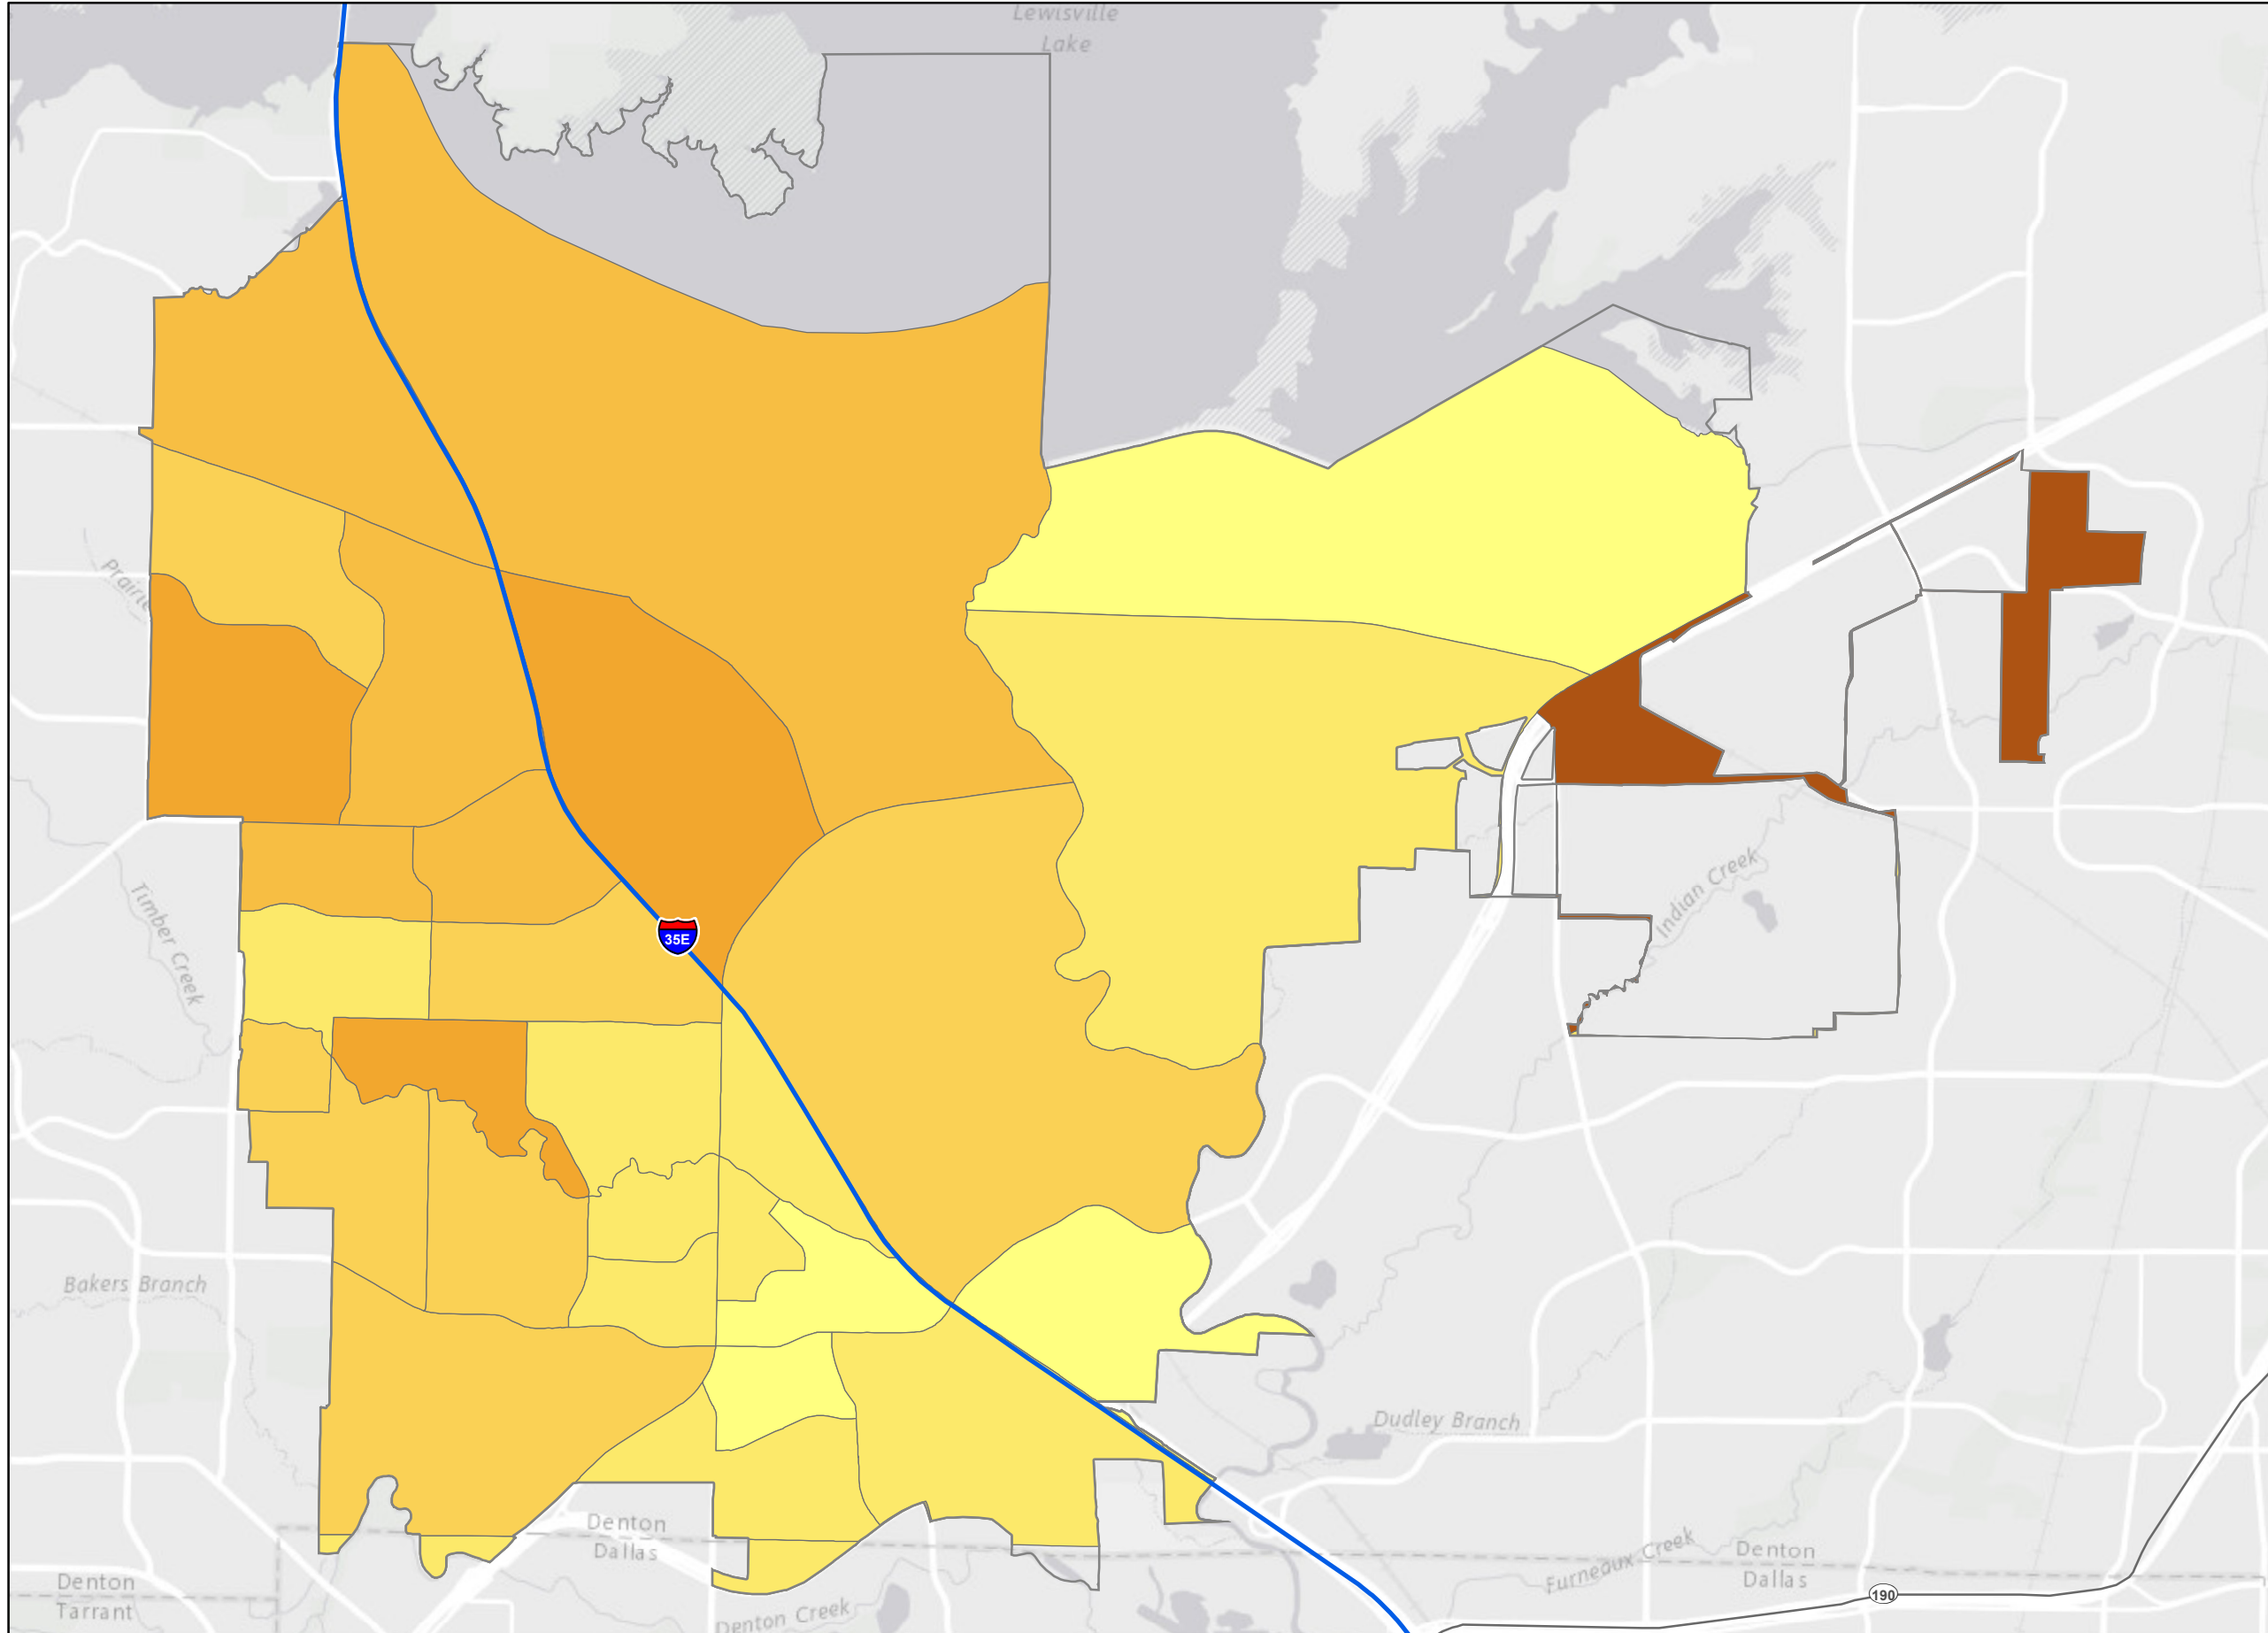 Lewisville
Lake
Prairie
Timber Creek
35E
Indian Creek
Bakers Branch
Dudley Branch
Denton
Dallas
Furneaux Creek
Denton
Dallas
Denton
Tarrant
Denton Creek
190